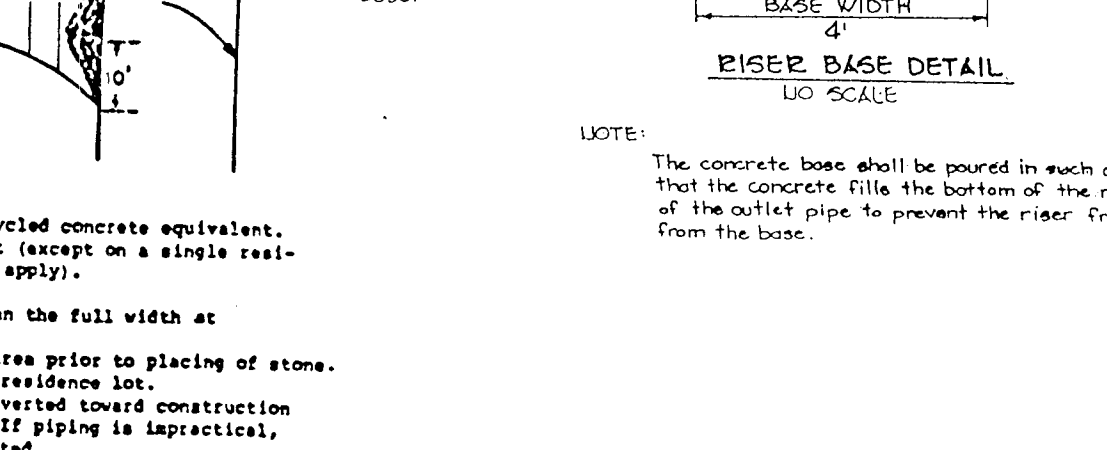 10'
ycled concrete equivalent.
(except on a single resi-
apply).
the full width at
prior to placing of stone.
residence lot.
verted toward construction
If piping is impractical,
BASE WIDTH
4'
RISER BASE DETAIL
NO SCALE
NOTE:
The concrete base shall be poured in such
that the concrete fills the bottom of the
of the outlet pipe to prevent the riser
from the base.